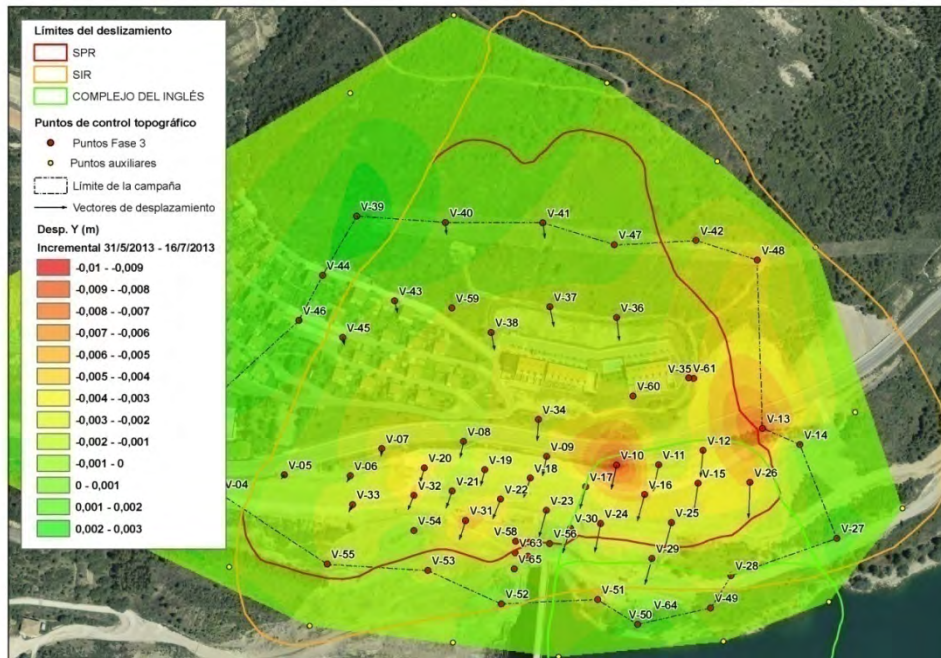 Límites del deslizamiento
SPR
SIR
COMPLEJO DEL INGLÉS
Puntos de control topográfico
Puntos Fase 3
Puntos auxiliares
Límite de la campaña
Vectores de desplazamiento
Desp. Y (m)
Incremental 31/5/2013 - 16/7/2013
-0,01 - -0,009
-0,009 - -0,008
-0,008 - -0,007
-0,007 - -0,006
-0,006 - -0,005
-0,005 - -0,004
-0,004 - -0,003
-0,003 - -0,002
-0,002 - -0,001
-0,001 - 0
0 - 0,001
0,001 - 0,002
0,002 - 0,003
V-39
V-40
V-41
V-47
V-42
V-48
V-44
V-43
V-59
V-37
V-36
V-46
V-45
V-38
V-35
V-61
V-60
V-34
V-13
V-14
V-07
V-08
V-09
V-10
V-11
V-12
V-04
V-05
V-06
V-20
V-19
V-18
V-17
V-16
V-15
V-26
V-33
V-32
V-21
V-22
V-23
V-54
V-31
V-30
V-24
V-25
V-58
V-63
V-56
V-27
V-55
V-53
V-65
V-29
V-28
V-52
V-51
V-64
V-49
V-50